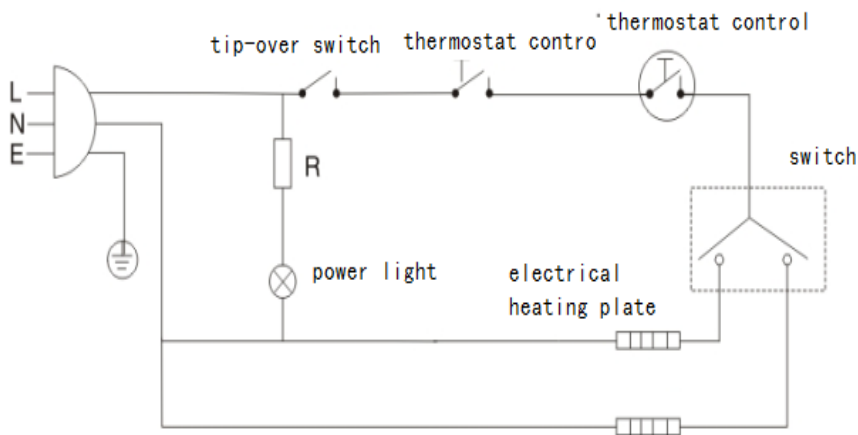 tip-over switch
thermostat contro
'thermostat control
L
N
E
R
switch
power light
electrical
heating plate